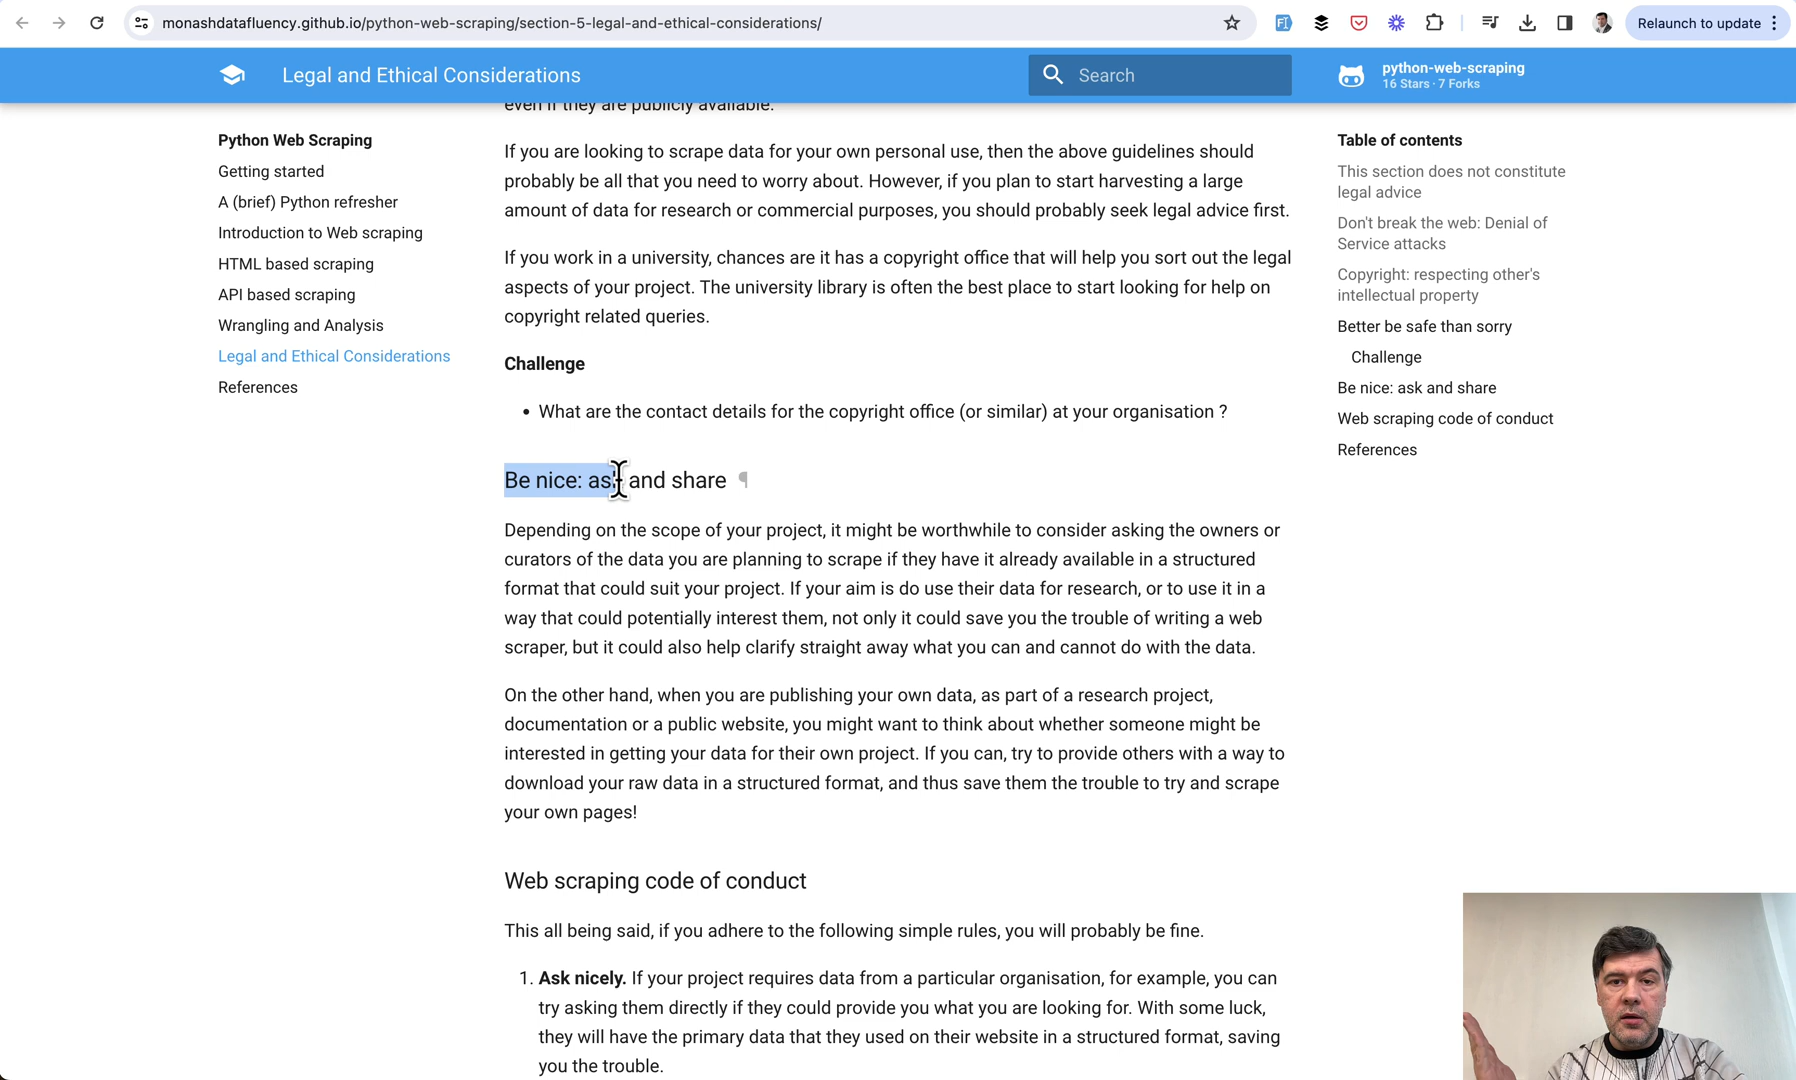 monashdatafluency.github.io/python-web-scraping/section-5-legal-and-ethical-considerations/
Relaunch to update
Legal and Ethical Considerations
Search
python-web-scraping
16 Stars · 7 Forks
even if they are publicly available.
Python Web Scraping
Getting started
A (brief) Python refresher
Introduction to Web scraping
HTML based scraping
API based scraping
Wrangling and Analysis
Legal and Ethical Considerations
References
If you are looking to scrape data for your own personal use, then the above guidelines should
probably be all that you need to worry about. However, if you plan to start harvesting a large
amount of data for research or commercial purposes, you should probably seek legal advice first.
If you work in a university, chances are it has a copyright office that will help you sort out the legal
aspects of your project. The university library is often the best place to start looking for help on
copyright related queries.
Challenge
• What are the contact details for the copyright office (or similar) at your organisation ?
Be nice: ask and share ¶
Depending on the scope of your project, it might be worthwhile to consider asking the owners or
curators of the data you are planning to scrape if they have it already available in a structured
format that could suit your project. If your aim is do use their data for research, or to use it in a
way that could potentially interest them, not only it could save you the trouble of writing a web
scraper, but it could also help clarify straight away what you can and cannot do with the data.
On the other hand, when you are publishing your own data, as part of a research project,
documentation or a public website, you might want to think about whether someone might be
interested in getting your data for their own project. If you can, try to provide others with a way to
download your raw data in a structured format, and thus save them the trouble to try and scrape
your own pages!
Web scraping code of conduct
This all being said, if you adhere to the following simple rules, you will probably be fine.
1. Ask nicely. If your project requires data from a particular organisation, for example, you can
try asking them directly if they could provide you what you are looking for. With some luck,
they will have the primary data that they used on their website in a structured format, saving
you the trouble.
Table of contents
This section does not constitute
legal advice
Don't break the web: Denial of
Service attacks
Copyright: respecting other's
intellectual property
Better be safe than sorry
Challenge
Be nice: ask and share
Web scraping code of conduct
References